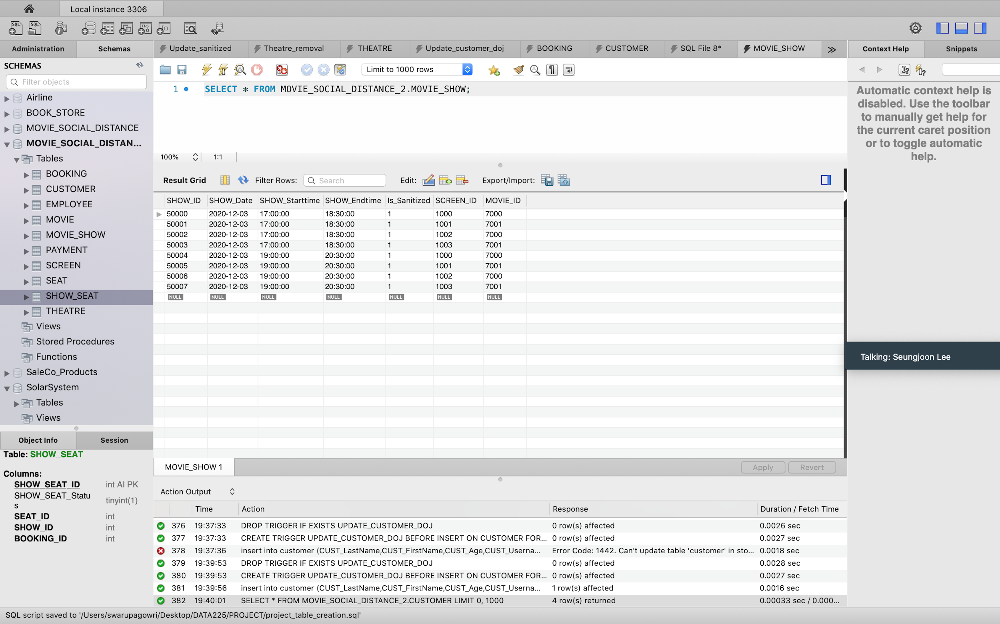 Local instance 3306
Administration
Schemas
Update_sanitized
Theatre_removal
THEATRE
Update_customer_doj
BOOKING
CUSTOMER
SQL File 8*
MOVIE_SHOW
Context Help
Snippets
SCHEMAS
Filter objects
Airline
BOOK_STORE
MOVIE_SOCIAL_DISTANCE
MOVIE_SOCIAL_DISTAN...
Tables
BOOKING
CUSTOMER
EMPLOYEE
MOVIE
MOVIE_SHOW
PAYMENT
SCREEN
SEAT
SHOW_SEAT
THEATRE
Views
Stored Procedures
Functions
SaleCo_Products
SolarSystem
Tables
Views
Object Info
Session
Table: SHOW_SEAT
Columns:
SHOW_SEAT_ID int AI PK
SHOW_SEAT_Statu
s tinyint(1)
SEAT_ID int
SHOW_ID int
BOOKING_ID int
Limit to 1000 rows
1 SELECT * FROM MOVIE_SOCIAL_DISTANCE_2.MOVIE_SHOW;
100% 1:1
Result Grid Filter Rows: Search Edit: Export/Import:
SHOW_ID SHOW_Date SHOW_Starttime SHOW_Endtime Is_Sanitized SCREEN_ID MOVIE_ID
50000 2020-12-03 17:00:00 18:30:00 1 1000 7000
50001 2020-12-03 17:00:00 18:30:00 1 1001 7001
50002 2020-12-03 17:00:00 18:30:00 1 1002 7000
50003 2020-12-03 17:00:00 18:30:00 1 1003 7001
50004 2020-12-03 19:00:00 20:30:00 1 1000 7000
50005 2020-12-03 19:00:00 20:30:00 1 1001 7001
50006 2020-12-03 19:00:00 20:30:00 1 1002 7000
50007 2020-12-03 19:00:00 20:30:00 1 1003 7001
NULL NULL NULL NULL NULL NULL NULL
MOVIE_SHOW 1
Apply
Revert
Action Output
Time Action Response Duration / Fetch Time
376 19:37:33 DROP TRIGGER IF EXISTS UPDATE_CUSTOMER_DOJ 0 row(s) affected 0.0026 sec
377 19:37:33 CREATE TRIGGER UPDATE_CUSTOMER_DOJ BEFORE INSERT ON CUSTOMER FOR... 0 row(s) affected 0.0027 sec
378 19:37:36 insert into customer (CUST_LastName,CUST_FirstName,CUST_Age,CUST_Userna... Error Code: 1442. Can't update table 'customer' in sto... 0.0018 sec
379 19:39:53 DROP TRIGGER IF EXISTS UPDATE_CUSTOMER_DOJ 0 row(s) affected 0.0028 sec
380 19:39:53 CREATE TRIGGER UPDATE_CUSTOMER_DOJ BEFORE INSERT ON CUSTOMER FOR... 0 row(s) affected 0.0027 sec
381 19:39:56 insert into customer (CUST_LastName,CUST_FirstName,CUST_Age,CUST_Userna... 1 row(s) affected 0.0016 sec
382 19:40:01 SELECT * FROM MOVIE_SOCIAL_DISTANCE_2.CUSTOMER LIMIT 0, 1000 4 row(s) returned 0.00033 sec / 0.000...
Automatic context help is
disabled. Use the toolbar
to manually get help for
the current caret position
or to toggle automatic
help.
Talking: Seungjoon Lee
SQL script saved to '/Users/swarupagowri/Desktop/DATA225/PROJECT/project_table_creation.sql'